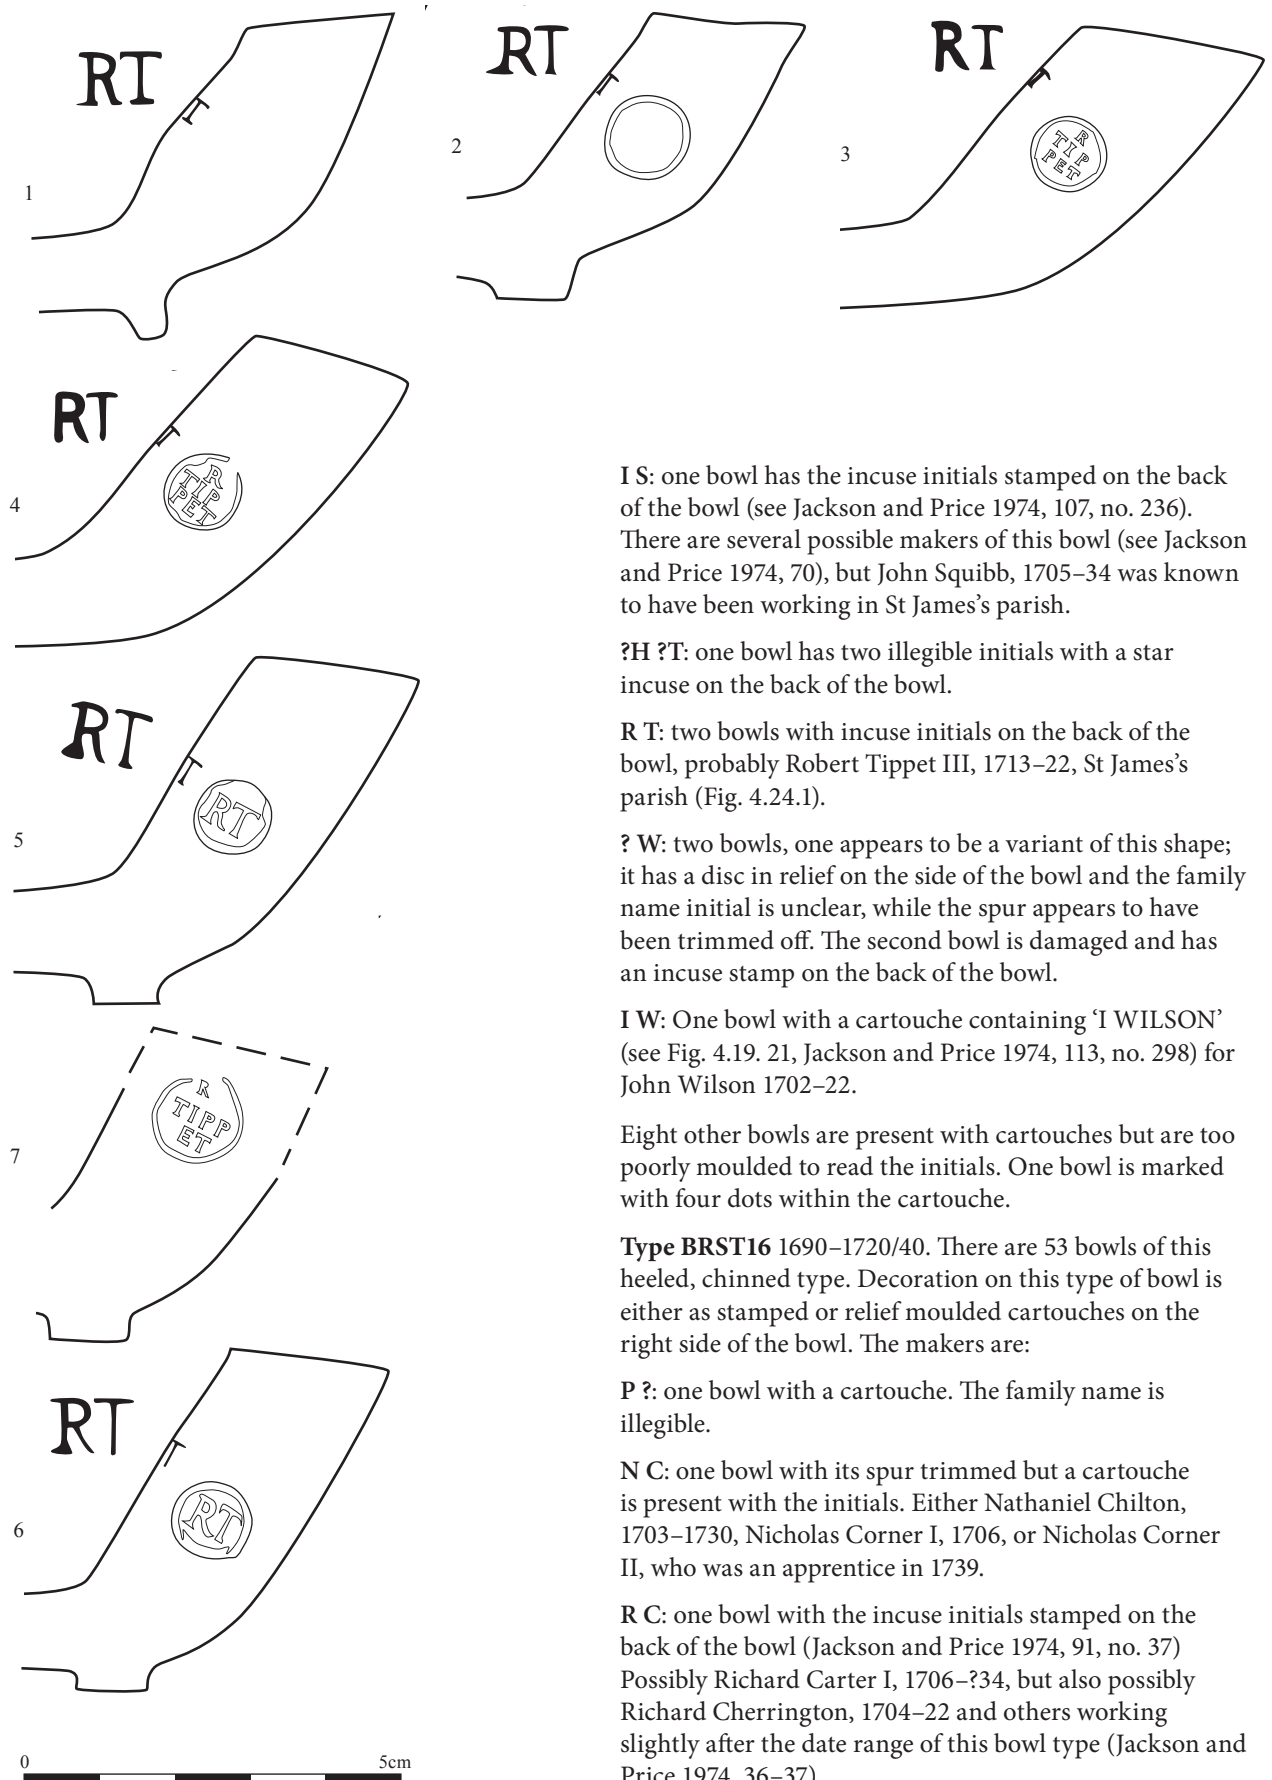 RT
T
1
RT
T
2
RT
T
R
TIP
PET
3
RT
T
R
TIP
PET
4
RT
T
RT
5
R
TIPP
ET
7
RT
T
RT
6
0 5cm
I S: one bowl has the incuse initials stamped on the back
of the bowl (see Jackson and Price 1974, 107, no. 236).
There are several possible makers of this bowl (see Jackson
and Price 1974, 70), but John Squibb, 1705–34 was known
to have been working in St James’s parish.
?H ?T: one bowl has two illegible initials with a star
incuse on the back of the bowl.
R T: two bowls with incuse initials on the back of the
bowl, probably Robert Tippet III, 1713–22, St James’s
parish (Fig. 4.24.1).
? W: two bowls, one appears to be a variant of this shape;
it has a disc in relief on the side of the bowl and the family
name initial is unclear, while the spur appears to have
been trimmed off. The second bowl is damaged and has
an incuse stamp on the back of the bowl.
I W: One bowl with a cartouche containing ‘I WILSON’
(see Fig. 4.19. 21, Jackson and Price 1974, 113, no. 298) for
John Wilson 1702–22.
Eight other bowls are present with cartouches but are too
poorly moulded to read the initials. One bowl is marked
with four dots within the cartouche.
Type BRST16 1690–1720/40. There are 53 bowls of this
heeled, chinned type. Decoration on this type of bowl is
either as stamped or relief moulded cartouches on the
right side of the bowl. The makers are:
P ?: one bowl with a cartouche. The family name is
illegible.
N C: one bowl with its spur trimmed but a cartouche
is present with the initials. Either Nathaniel Chilton,
1703–1730, Nicholas Corner I, 1706, or Nicholas Corner
II, who was an apprentice in 1739.
R C: one bowl with the incuse initials stamped on the
back of the bowl (Jackson and Price 1974, 91, no. 37)
Possibly Richard Carter I, 1706–?34, but also possibly
Richard Cherrington, 1704–22 and others working
slightly after the date range of this bowl type (Jackson and
Price 1974, 36–37)